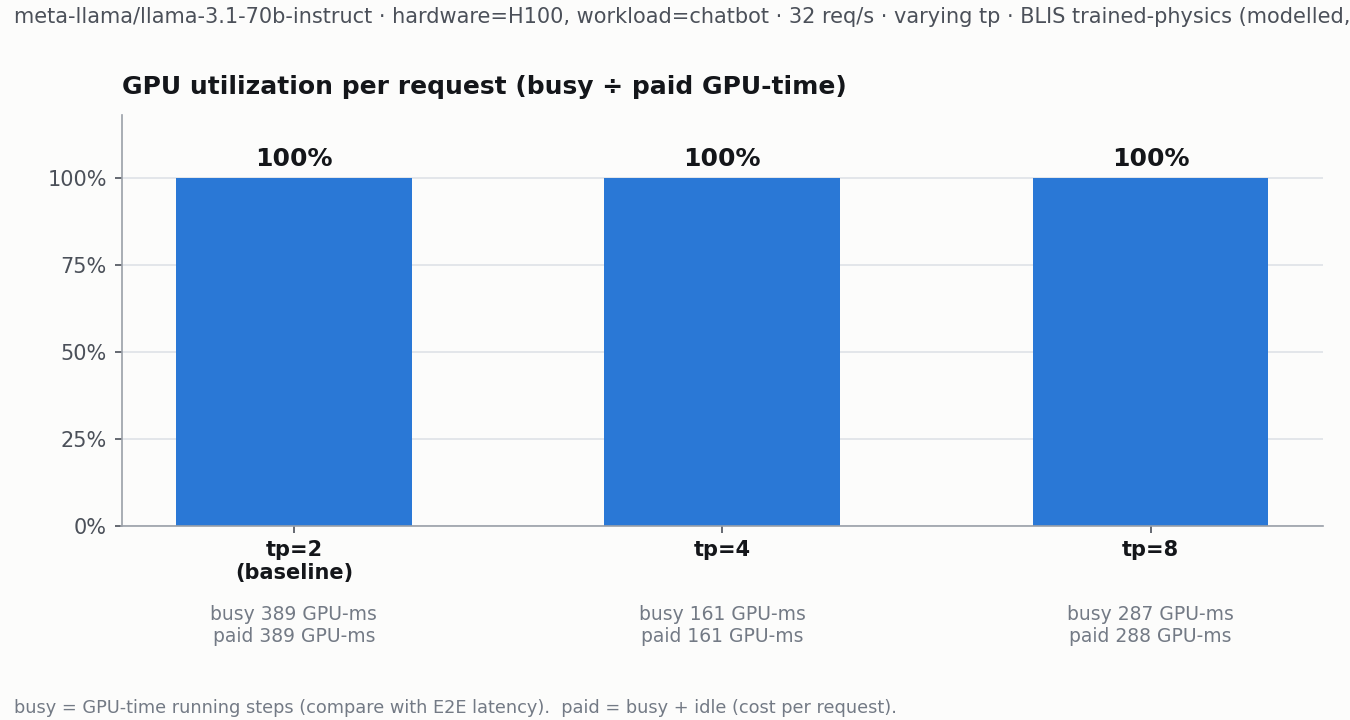 meta-llama/llama-3.1-70b-instruct · hardware=H100, workload=chatbot · 32 req/s · varying tp · BLIS trained-physics (modelled,
GPU utilization per request (busy ÷ paid GPU-time)
100% 100% 100%
100%
75%
50%
25%
0%
tp=2 tp=4 tp=8
(baseline)
busy 389 GPU-ms busy 161 GPU-ms busy 287 GPU-ms
paid 389 GPU-ms paid 161 GPU-ms paid 288 GPU-ms
busy = GPU-time running steps (compare with E2E latency).  paid = busy + idle (cost per request).